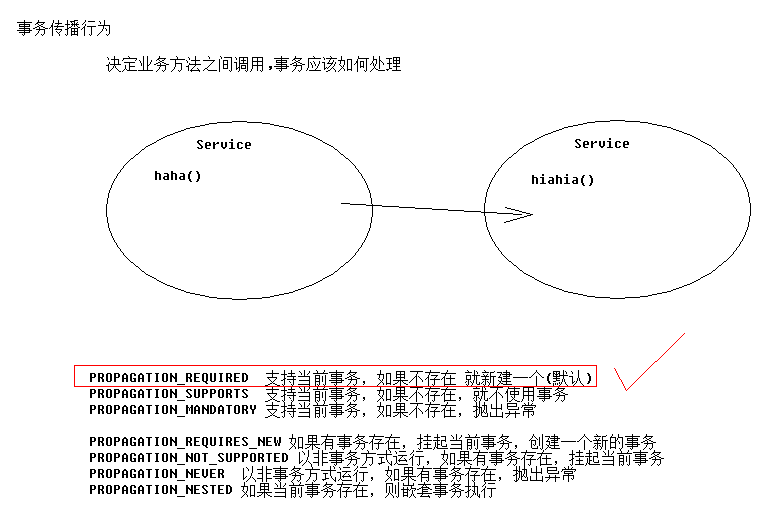 事务传播行为
决定业务方法之间调用,事务应该如何处理
Service
haha()
Service
hiahia()
PROPAGATION_REQUIRED 支持当前事务，如果不存在 就新建一个(默认)
PROPAGATION_SUPPORTS 支持当前事务，如果不存在，就不使用事务
PROPAGATION_MANDATORY 支持当前事务，如果不存在，抛出异常
PROPAGATION_REQUIRES_NEW 如果有事务存在，挂起当前事务，创建一个新的事务
PROPAGATION_NOT_SUPPORTED 以非事务方式运行，如果有事务存在，挂起当前事务
PROPAGATION_NEVER 以非事务方式运行，如果有事务存在，抛出异常
PROPAGATION_NESTED 如果当前事务存在，则嵌套事务执行